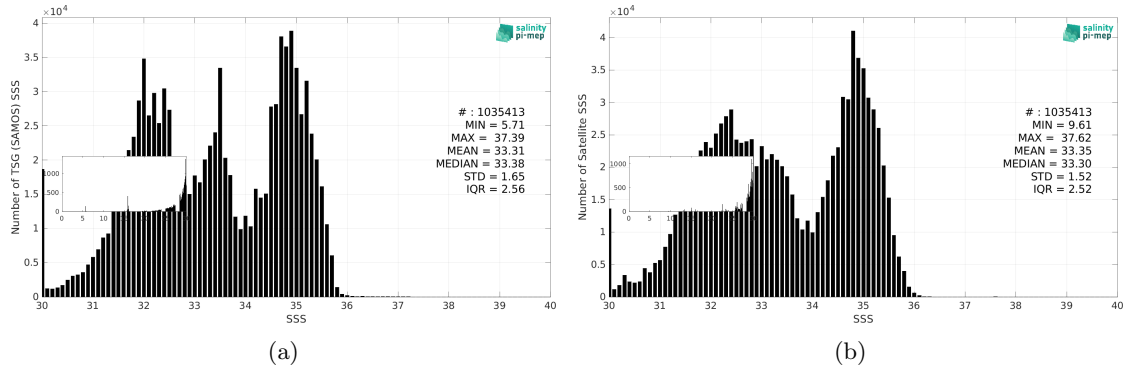 ×10⁴
4
3.5
3
2.5
2
1.5
1
0.5
0
Number of TSG (SAMOS) SSS
salinity
pi-mep
# : 1035413
MIN = 5.71
MAX = 37.39
MEAN = 33.31
MEDIAN = 33.38
STD = 1.65
IQR = 2.56
1000
500
0
0 5 10
30 31 32 33 34 35 36 37 38 39 40
SSS
(a)
×10⁴
4
3.5
3
2.5
2
1.5
1
0.5
0
Number of Satellite SSS
salinity
pi-mep
# : 1035413
MIN = 9.61
MAX = 37.62
MEAN = 33.35
MEDIAN = 33.30
STD = 1.52
IQR = 2.52
1000
500
0
0 5 10
30 31 32 33 34 35 36 37 38 39 40
SSS
(b)